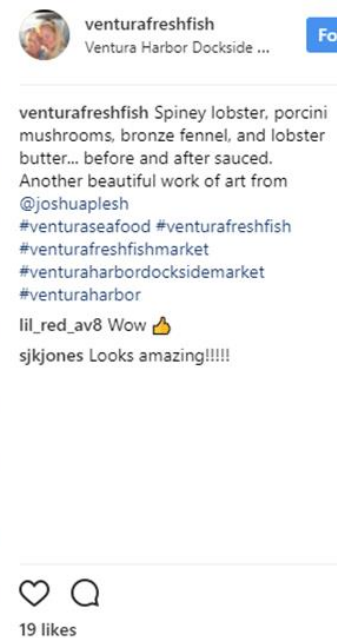 venturafreshfish
Ventura Harbor Dockside ...
Fo
venturafreshfish Spiney lobster, porcini
mushrooms, bronze fennel, and lobster
butter... before and after sauced.
Another beautiful work of art from
@joshuaplesh
#venturaseafood #venturafreshfish
#venturafreshfishmarket
#venturaharbordocksidemarket
#venturaharbor
lil_red_av8 Wow 👍
sjkjones Looks amazing!!!!!
19 likes